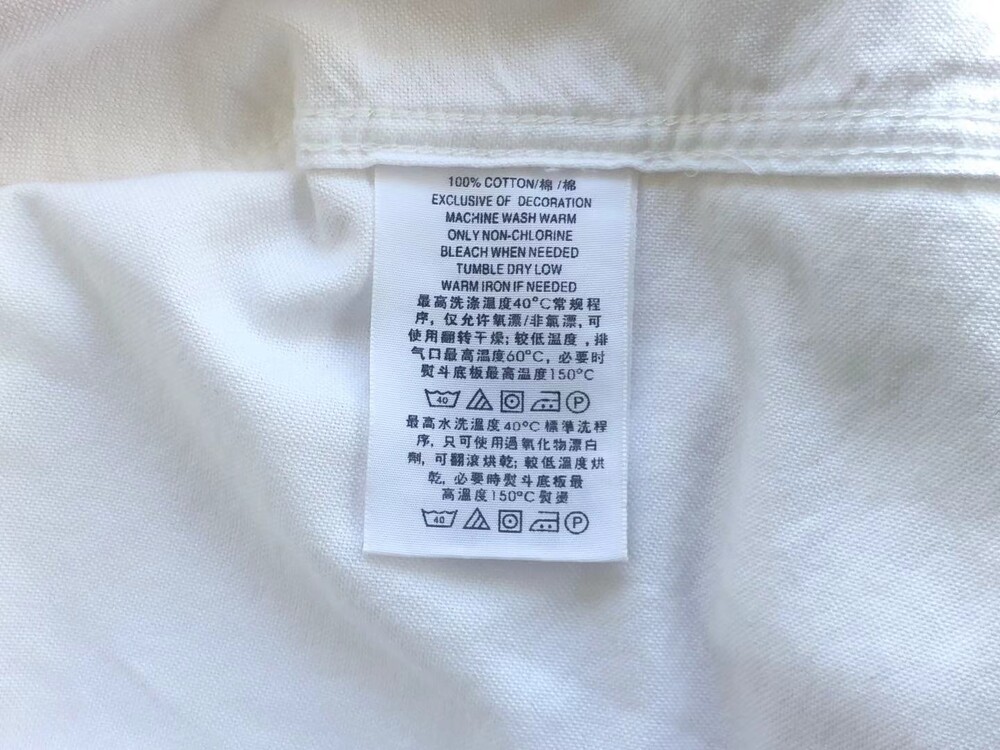 100% COTTON/棉 /棉
EXCLUSIVE OF DECORATION
MACHINE WASH WARM
ONLY NON-CHLORINE
BLEACH WHEN NEEDED
TUMBLE DRY LOW
WARM IRON IF NEEDED
最高洗涤温度40°C常规程
序, 仅允许氧漂/非氯漂, 可
使用翻转干燥; 较低温度 , 排
气口最高温度60°C, 必要时
熨斗底板最高温度150°C
40 P
最高水洗溫度40°C標準洗程
序, 只可使用過氧化物漂白
劑, 可翻滾烘乾; 較低溫度烘
乾, 必要時熨斗底板最
高溫度150°C熨燙
40 P